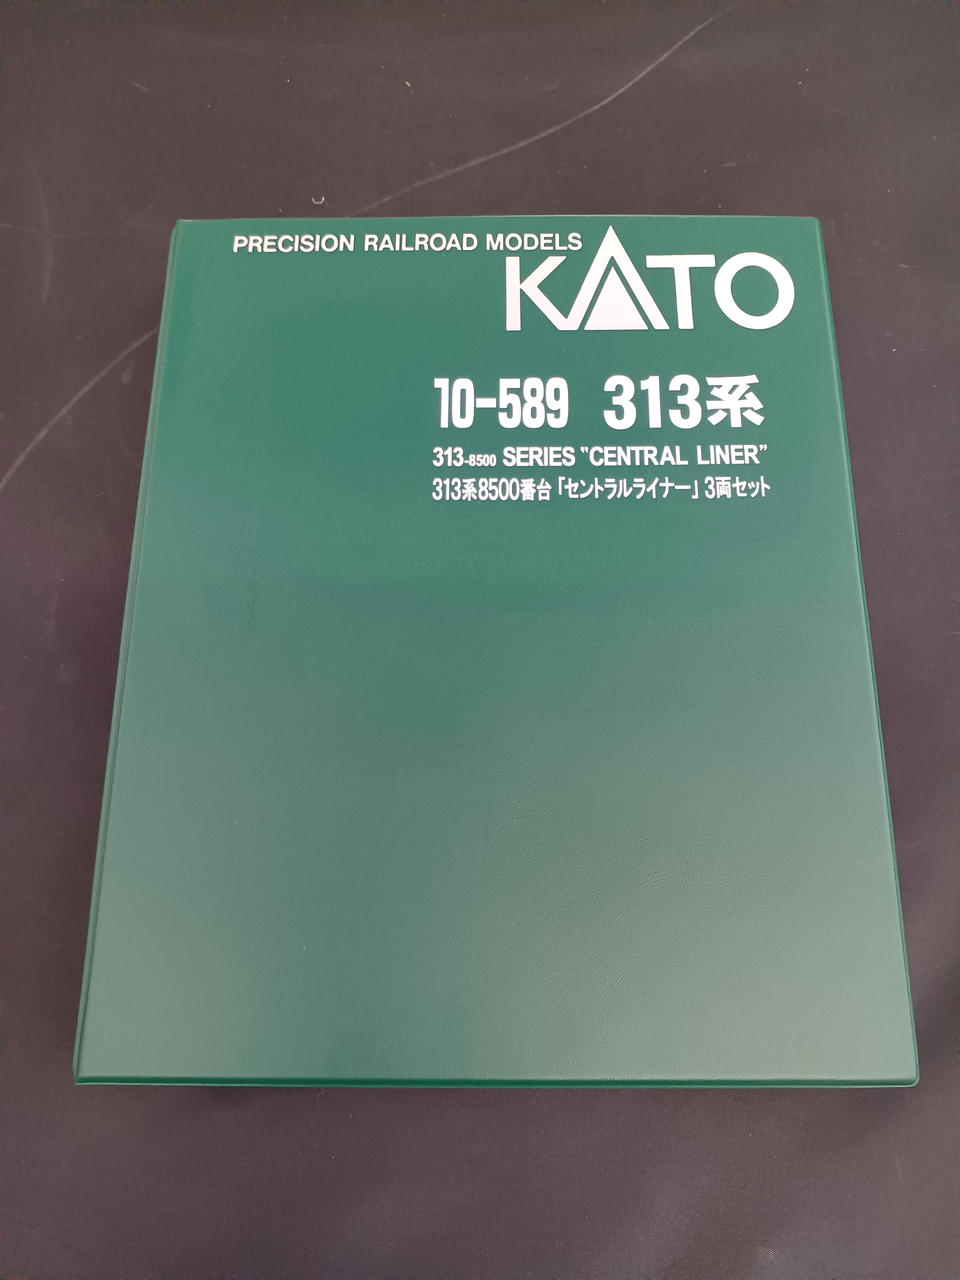 PRECISION RAILROAD MODELS
KATO
10-589 313系
313-8500 SERIES "CENTRAL LINER"
313系8500番台「セントラルライナー」3両セット